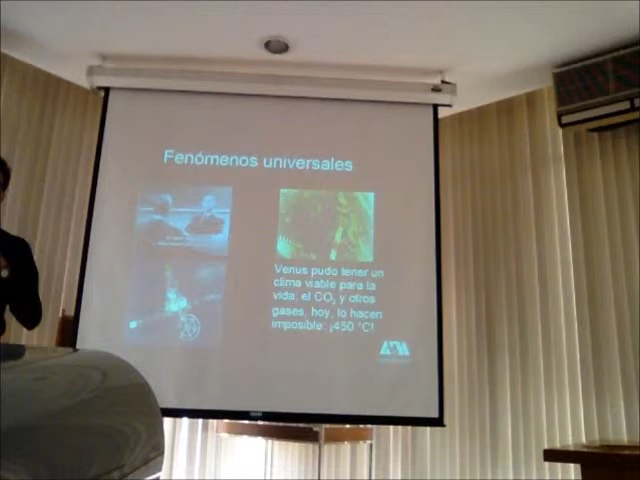 Fenómenos universales
Venus pudo tener un
clima viable para la
vida; el CO₂ y otros
gases, hoy, lo hacen
imposible: ¡450 °C!